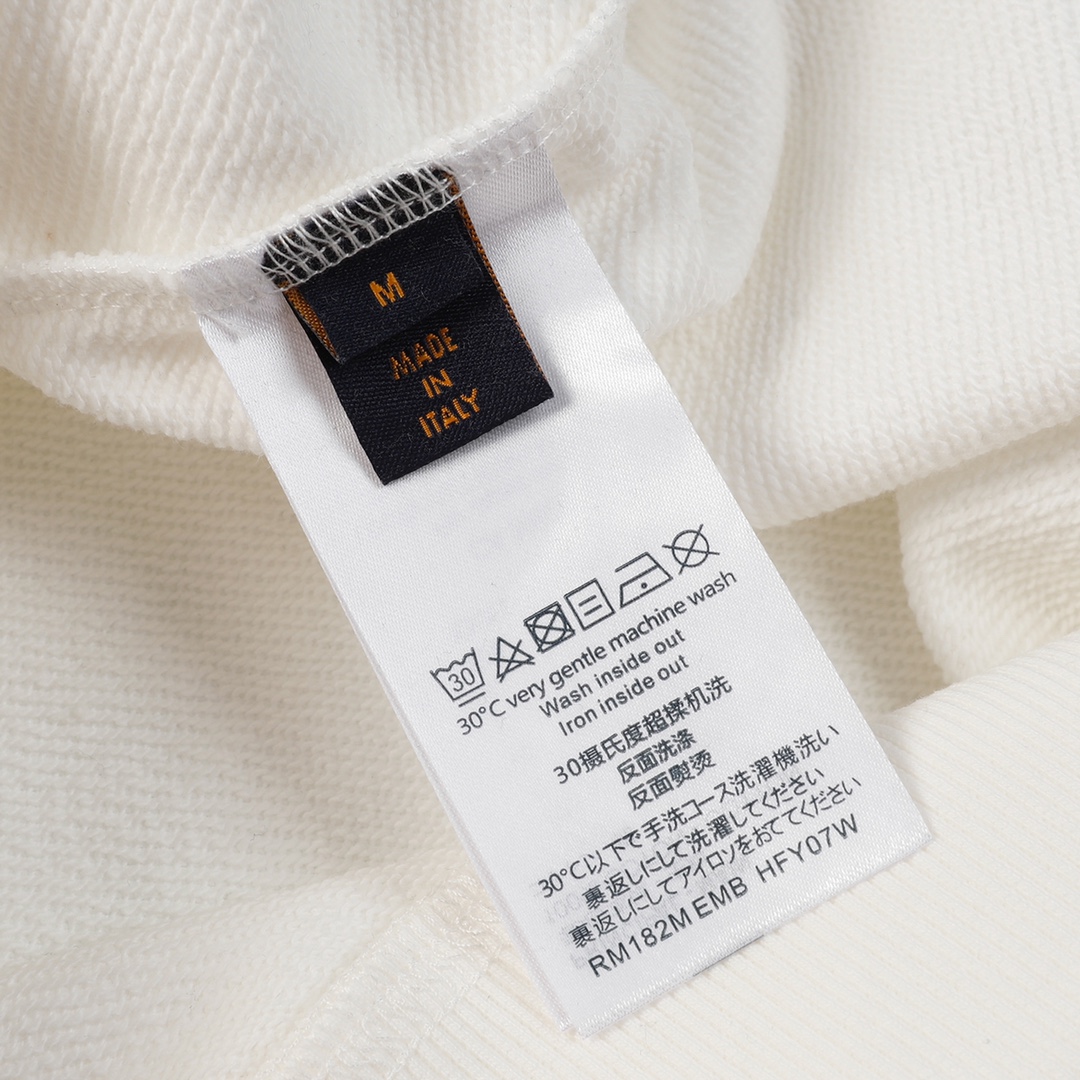 M
MADE
IN
ITALY
30
30°C very gentle machine wash
Wash inside out
Iron inside out
30摄氏度超揉机洗
反面洗涤
反面熨烫
30°C以下で手洗コース洗濯機洗い
裏返しにして洗濯してください
裏返しにしてアイロソをおててください
RM182M EMB HFY07W